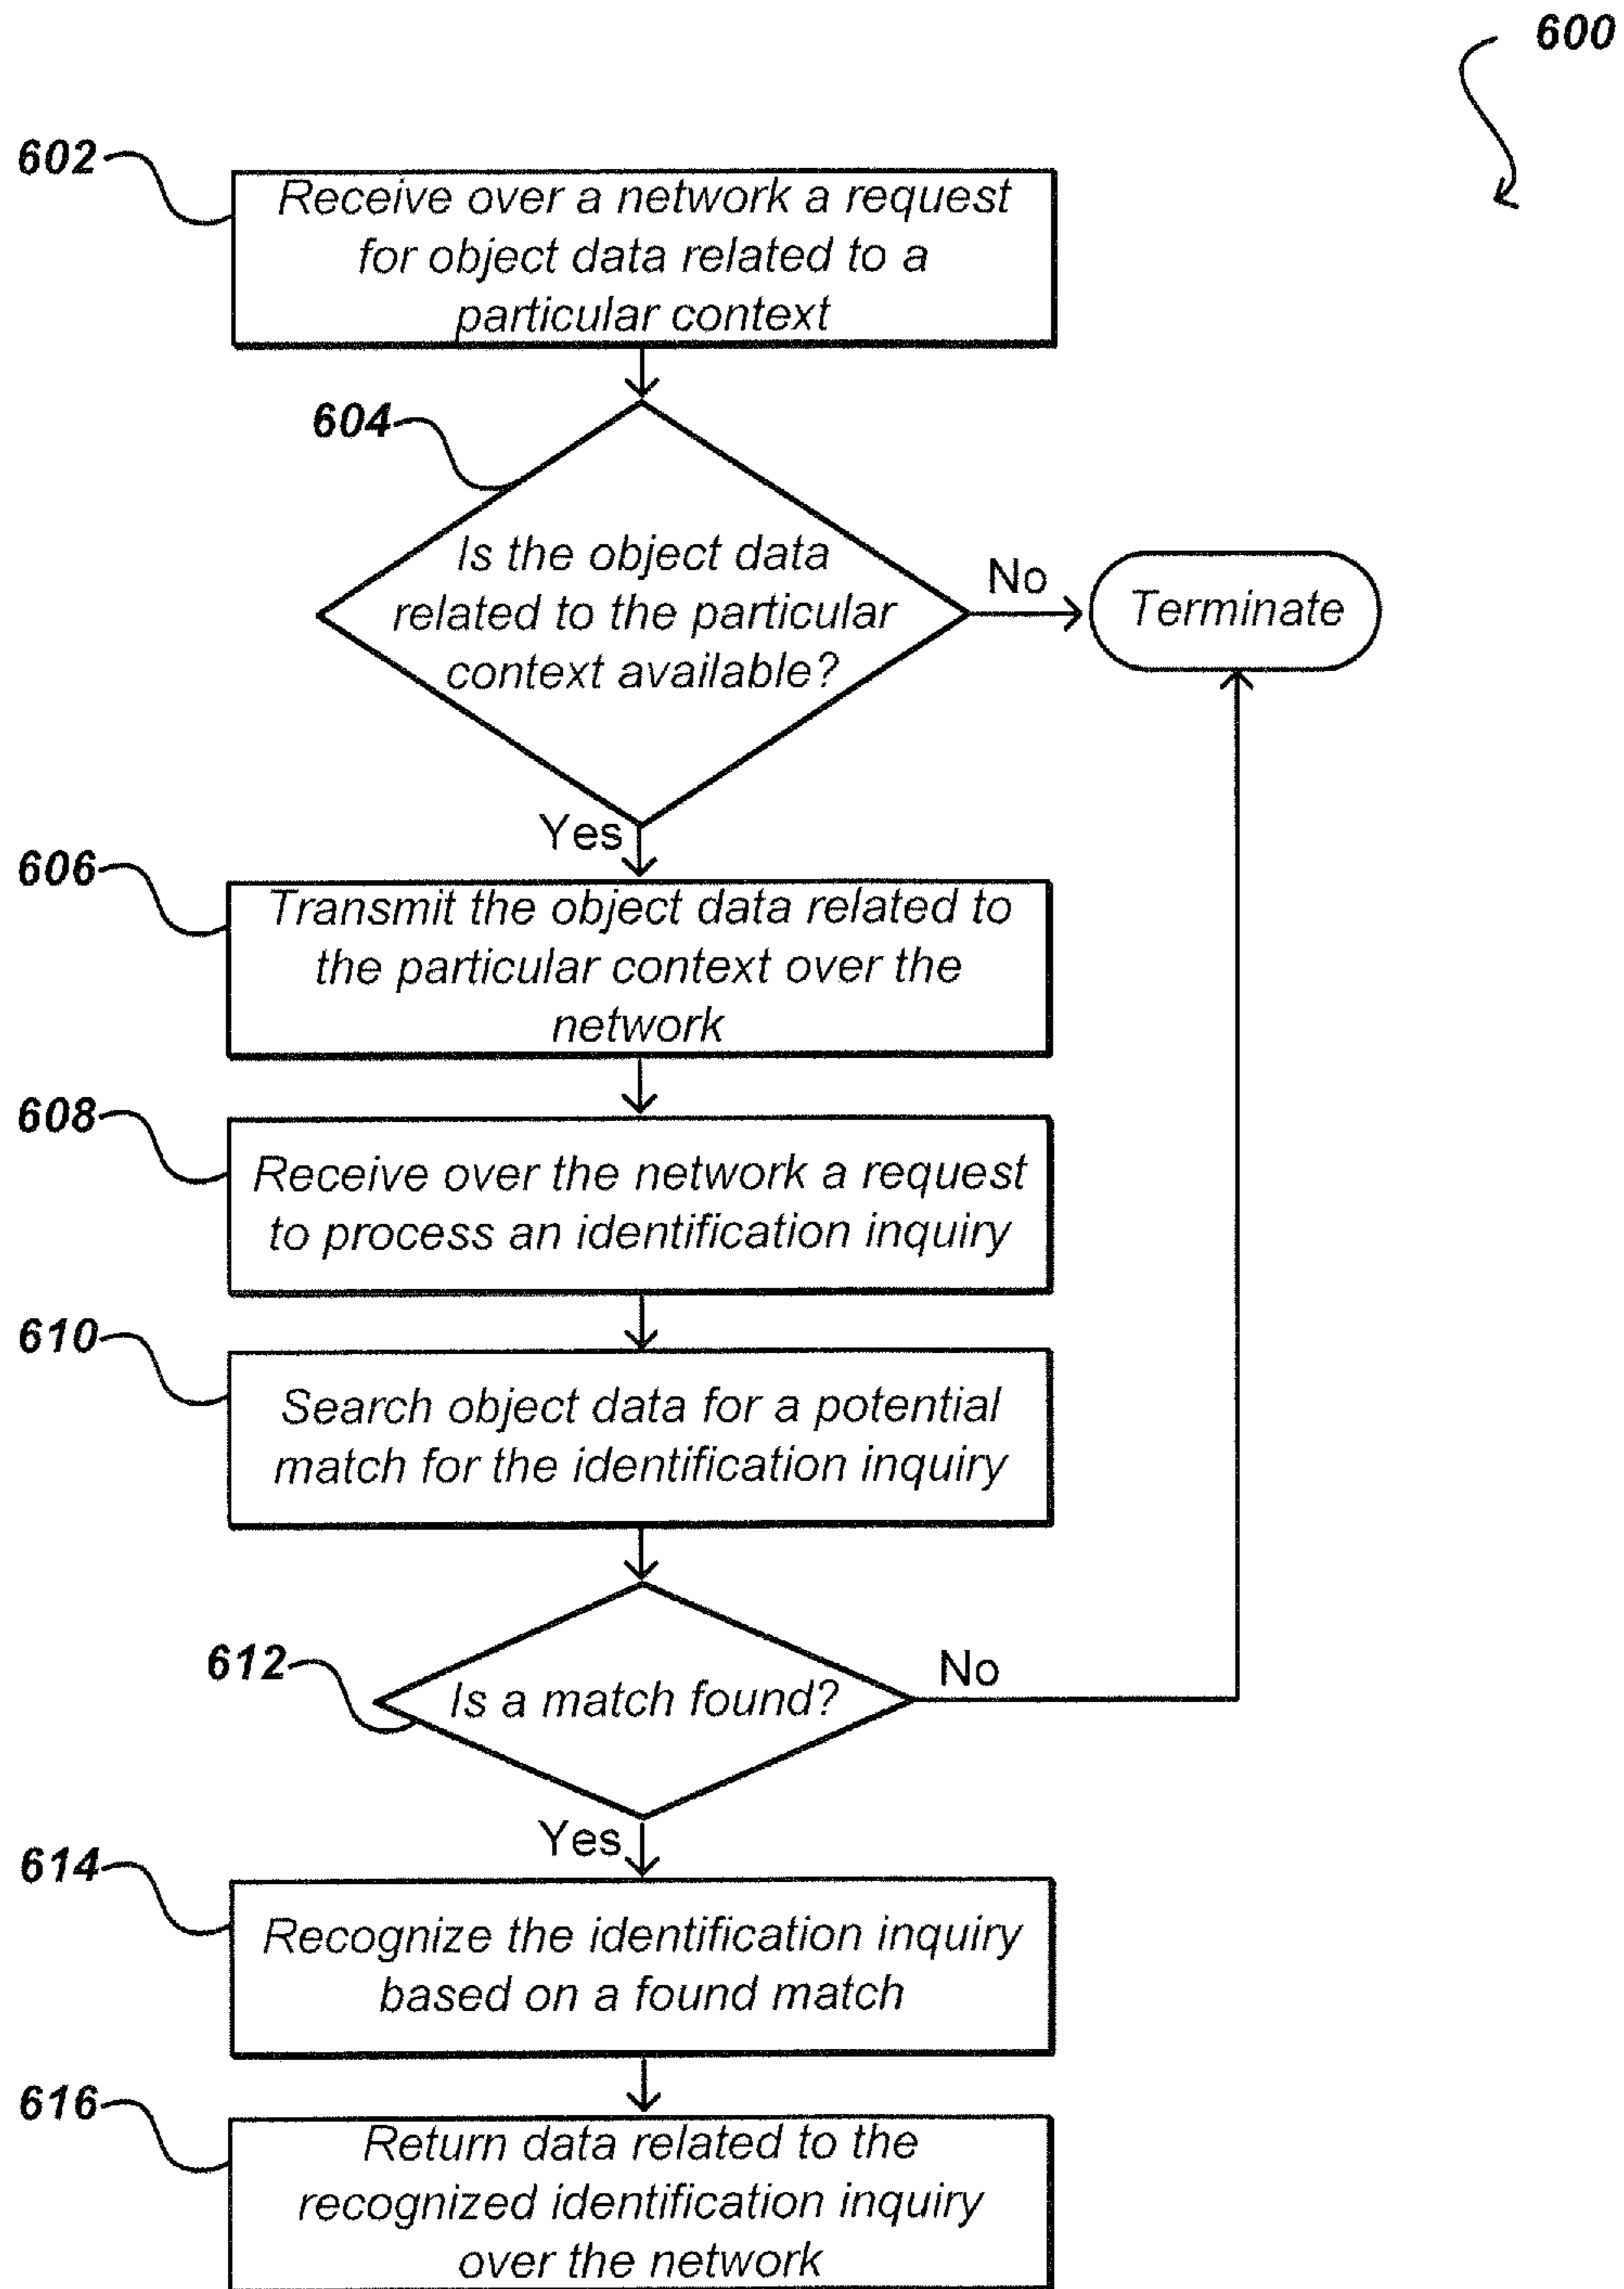 600
602
Receive over a network a request
for object data related to a
particular context
604
Is the object data
related to the particular
context available?
No
Terminate
Yes
606
Transmit the object data related to
the particular context over the
network
608
Receive over the network a request
to process an identification inquiry
610
Search object data for a potential
match for the identification inquiry
612
Is a match found?
No
Yes
614
Recognize the identification inquiry
based on a found match
616
Return data related to the
recognized identification inquiry
over the network